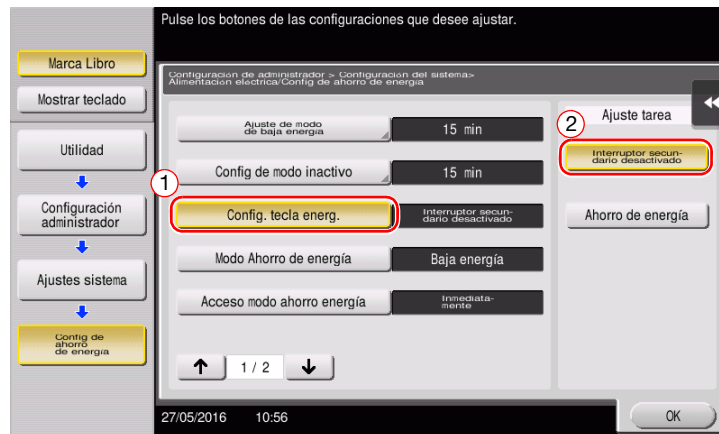 Pulse los botones de las configuraciones que desee ajustar.
Marca Libro
Mostrar teclado
Utilidad
Configuración
administrador
Ajustes sistema
Config de
ahorro
de energía
Configuración de administrador > Configuración del sistema>
Alimentación eléctrica/Config de ahorro de energía
Ajuste de modo
de baja energía
15 min
Config de modo inactivo
15 min
1
Config. tecla energ.
Interruptor secun-
dario desactivado
Modo Ahorro de energía
Baja energía
Acceso modo ahorro energía
Inmediata-
mente
↑ 1 / 2 ↓
Ajuste tarea
2
Interruptor secun-
dario desactivado
Ahorro de energía
27/05/2016 10:56
OK